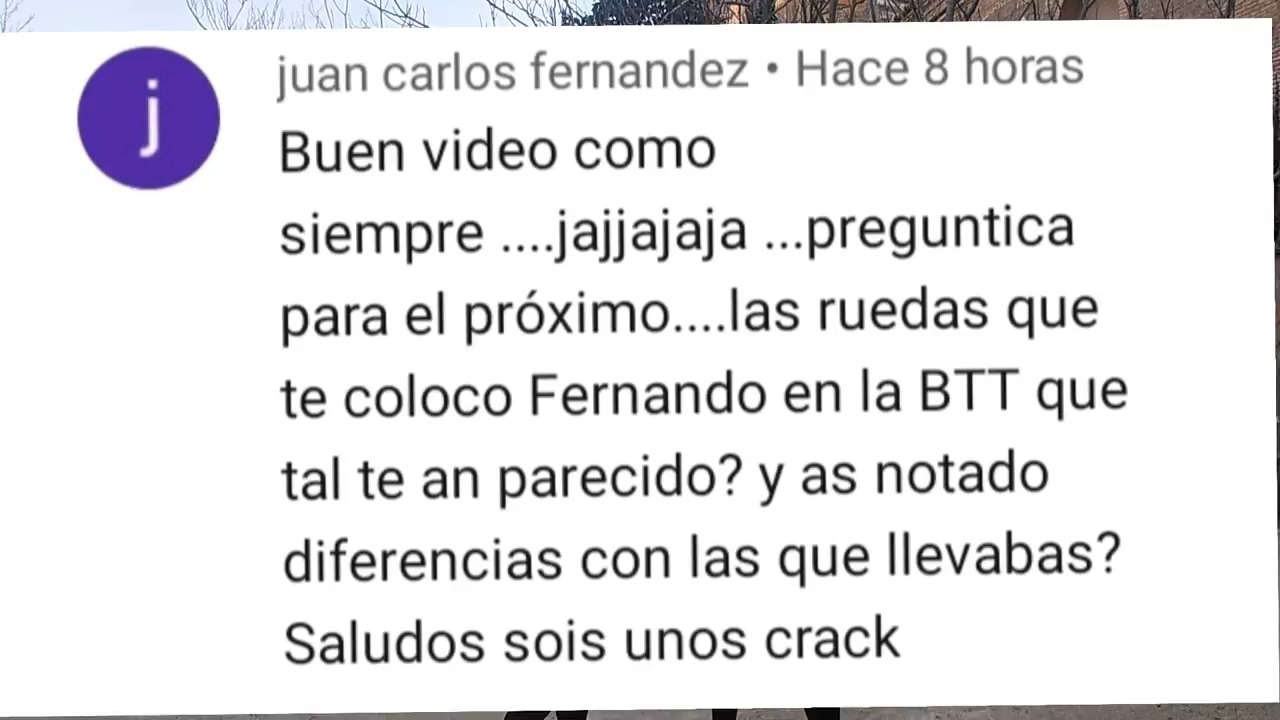 j
juan carlos fernandez • Hace 8 horas
Buen video como
siempre ....jajjajaja ...preguntica
para el próximo....las ruedas que
te coloco Fernando en la BTT que
tal te an parecido? y as notado
diferencias con las que llevabas?
Saludos sois unos crack